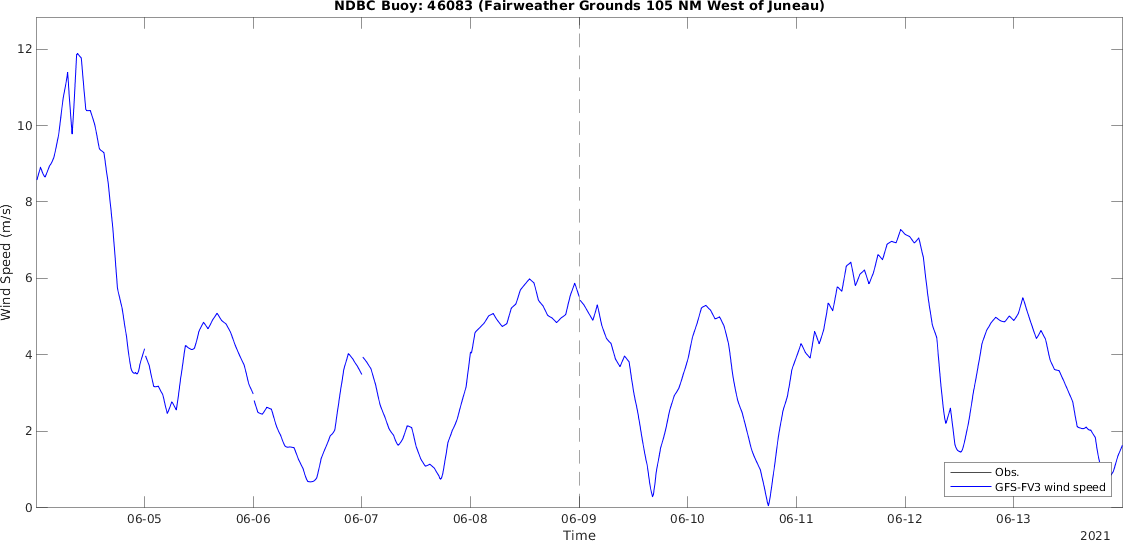 NDBC Buoy: 46083 (Fairweather Grounds 105 NM West of Juneau)
Wind Speed (m/s)
12
10
8
6
4
2
0
06-05 06-06 06-07 06-08 06-09 06-10 06-11 06-12 06-13
Time
2021
Obs.
GFS-FV3 wind speed